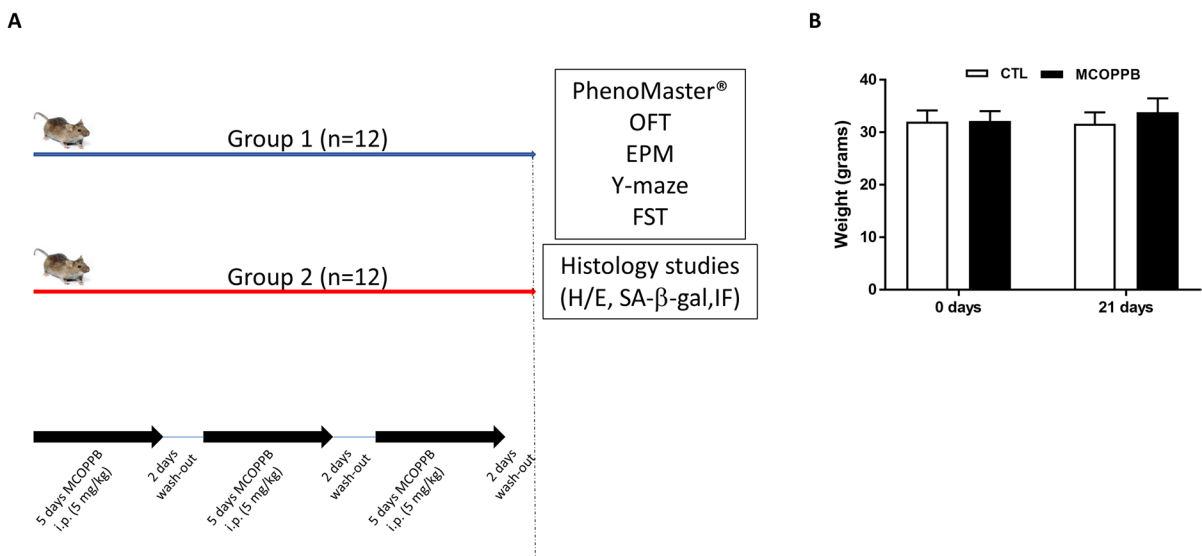 A
Group 1 (n=12)
Group 2 (n=12)
PhenoMaster®
OFT
EPM
Y-maze
FST
Histology studies
(H/E, SA-β-gal,IF)
5 days MCOPPB
i.p. (5 mg/kg)
2 days
wash-out
5 days MCOPPB
i.p. (5 mg/kg)
2 days
wash-out
5 days MCOPPB
i.p. (5 mg/kg)
2 days
wash-out
B
CTL
MCOPPB
Weight (grams)
40
30
20
10
0
0 days
21 days